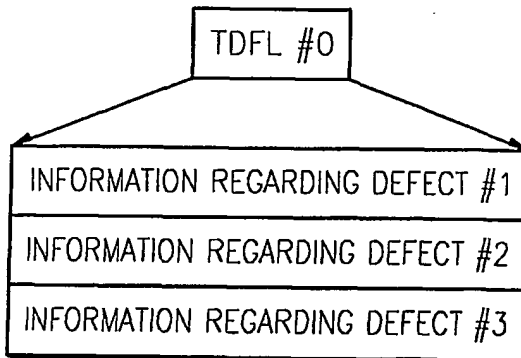 TDFL #0
INFORMATION REGARDING DEFECT #1
INFORMATION REGARDING DEFECT #2
INFORMATION REGARDING DEFECT #3